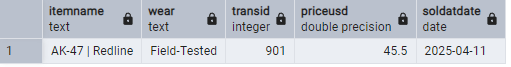 itemname wear transid priceusd soldatdate
text text integer double precision date
1 AK-47 | Redline Field-Tested 901 45.5 2025-04-11